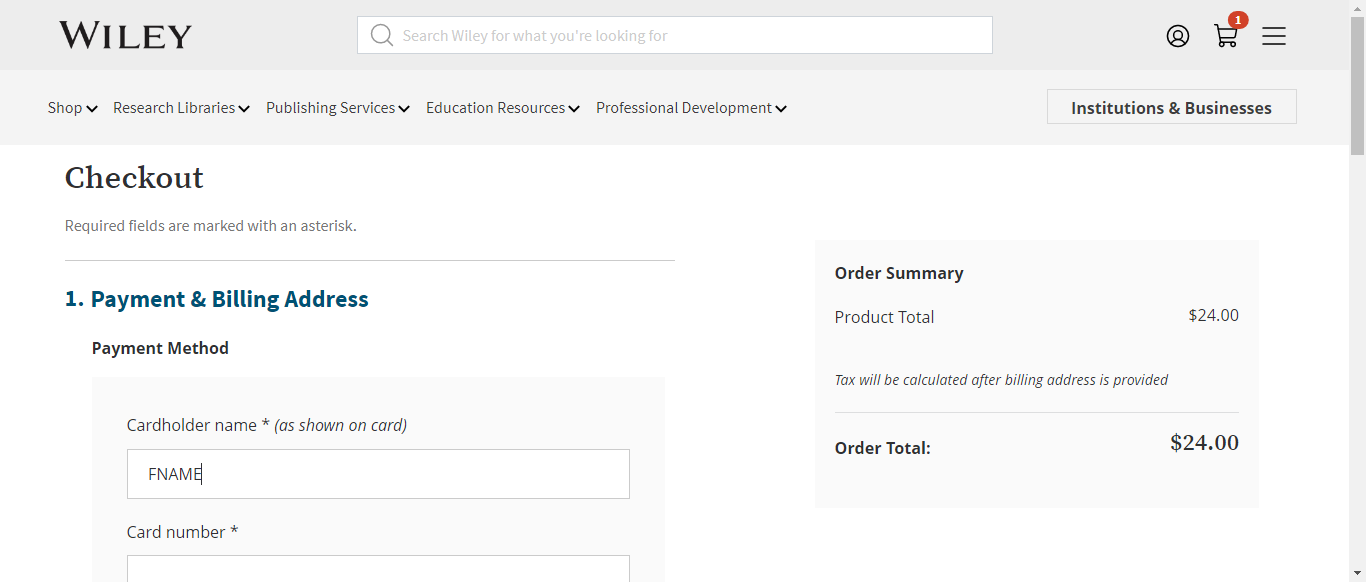 WILEY
Search Wiley for what you're looking for
1
Shop
Research Libraries
Publishing Services
Education Resources
Professional Development
Institutions & Businesses
Checkout
Required fields are marked with an asterisk.
1. Payment & Billing Address
Payment Method
Cardholder name * (as shown on card)
FNAME
Card number *
Order Summary
Product Total $24.00
Tax will be calculated after billing address is provided
Order Total: $24.00